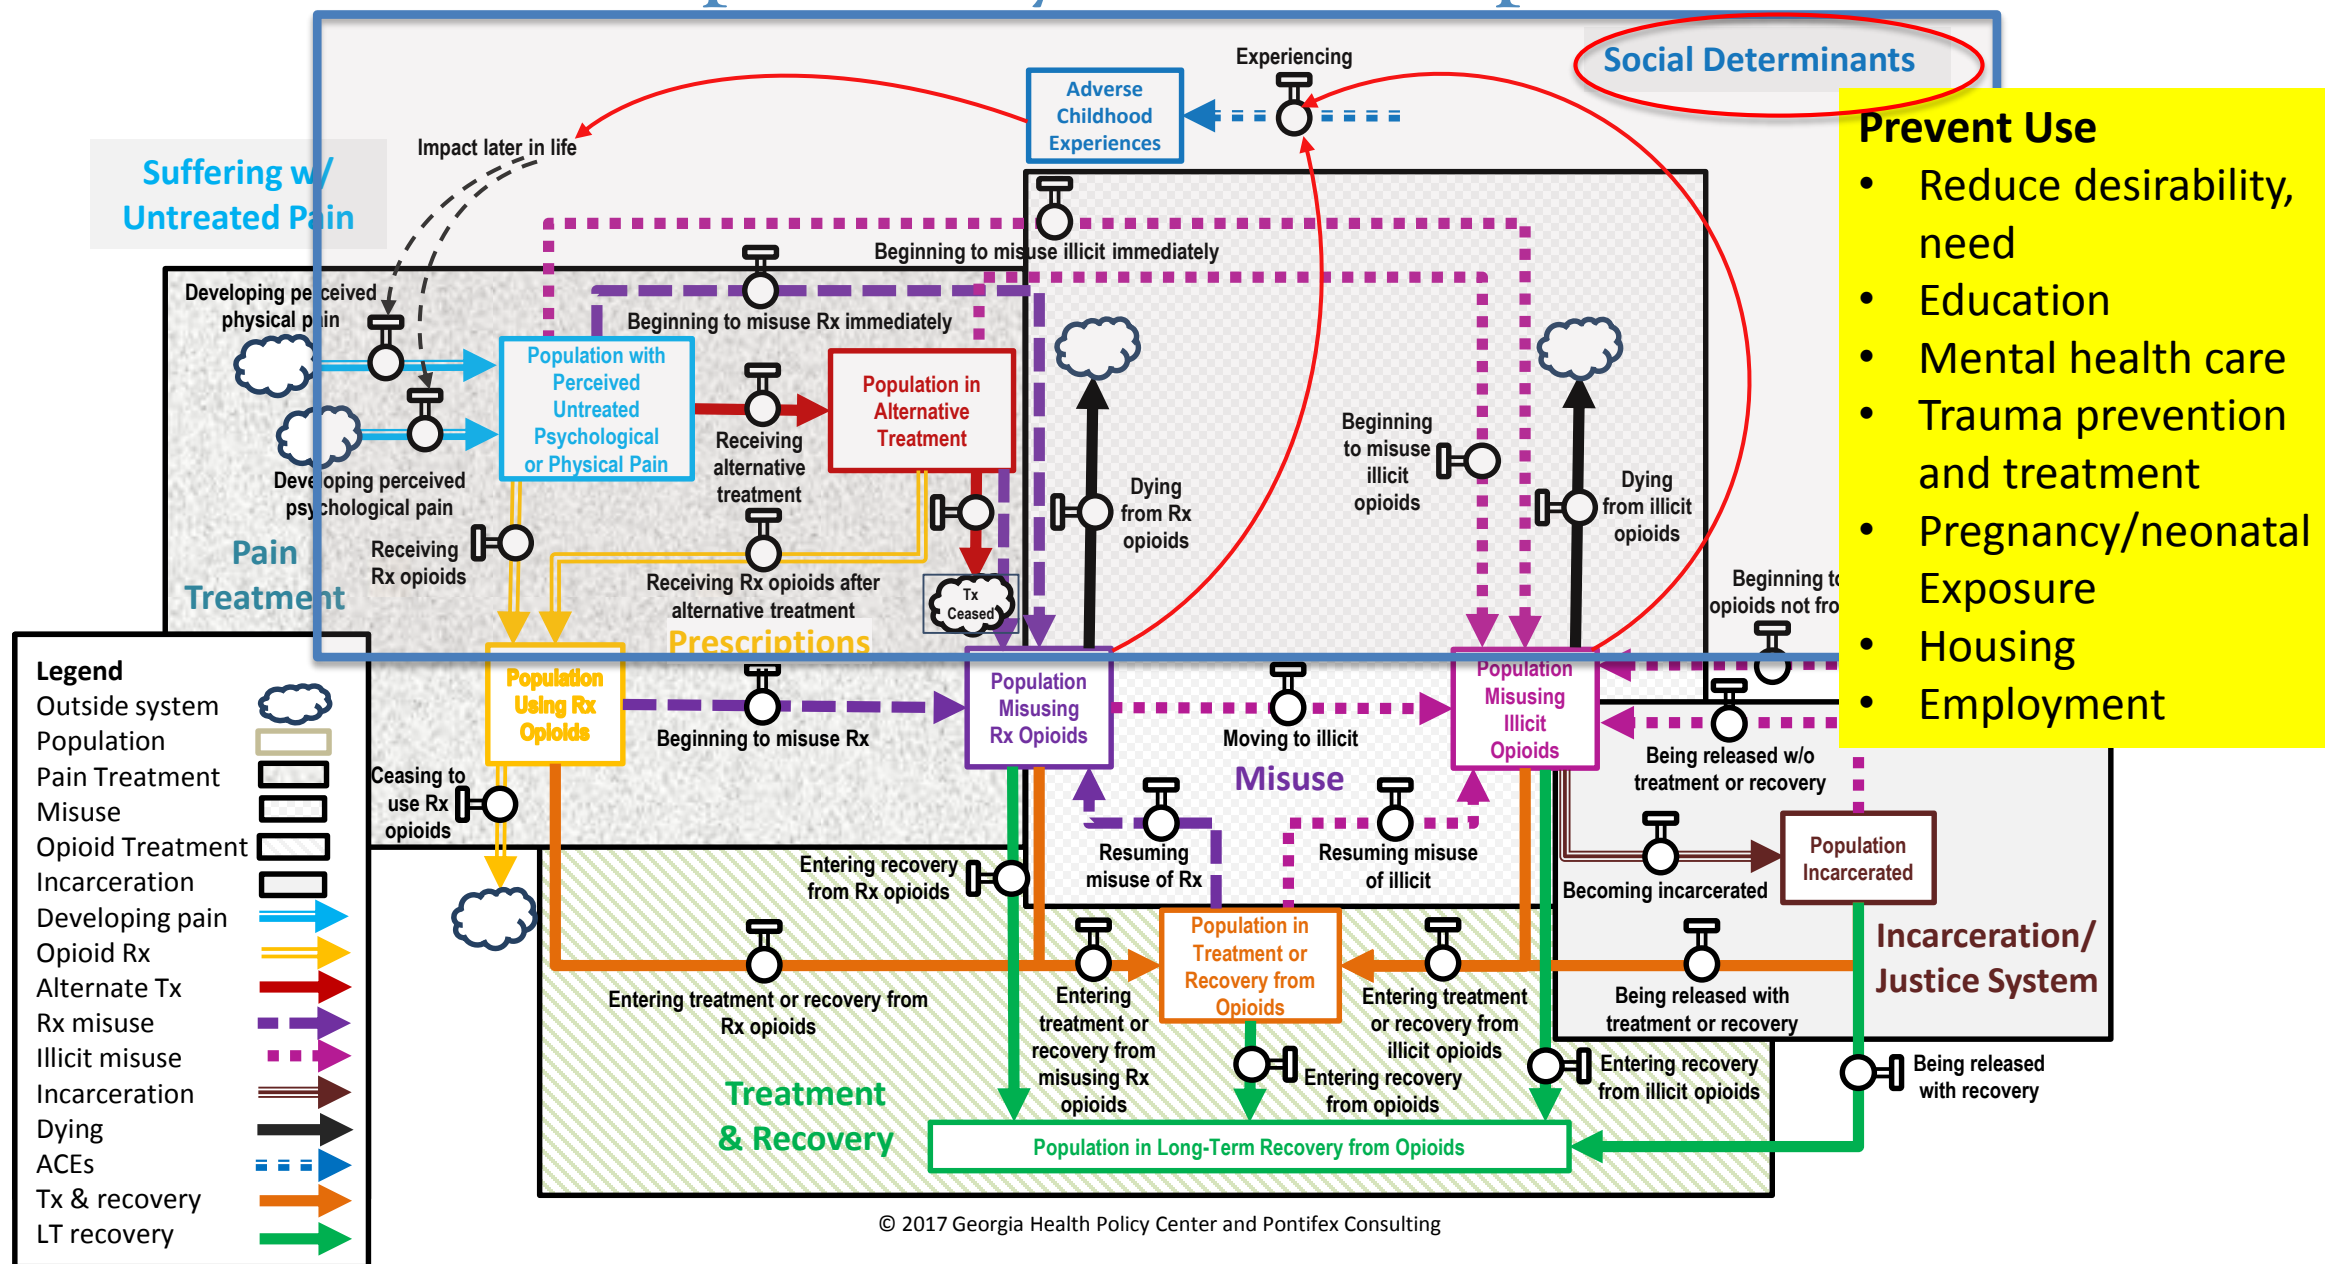 Social Determinants
Experiencing
Adverse
Childhood
Experiences
Prevent Use
• Reduce desirability,
need
• Education
• Mental health care
• Trauma prevention
and treatment
• Pregnancy/neonatal
Exposure
• Housing
• Employment
Impact later in life
Suffering w/
Untreated Pain
Beginning to misuse illicit immediately
Developing perceived
physical pain
Beginning to misuse Rx immediately
Population with
Perceived
Untreated
Psychological
or Physical Pain
Population in
Alternative
Treatment
Receiving
alternative
treatment
Beginning
to misuse
illicit
opioids
Developing perceived
psychological pain
Dying
from Rx
opioids
Dying
from illicit
opioids
Pain
Treatment
Receiving
Rx opioids
Receiving Rx opioids after
alternative treatment
Tx
Ceased
Beginning to
opioids not fro
Prescriptions
Legend
Outside system
Population
Pain Treatment
Misuse
Opioid Treatment
Incarceration
Developing pain
Opioid Rx
Alternate Tx
Rx misuse
Illicit misuse
Incarceration
Dying
ACEs
Tx & recovery
LT recovery
Population
Using Rx
Opioids
Beginning to misuse Rx
Population
Misusing
Rx Opioids
Moving to illicit
Population
Misusing
Illicit
Opioids
Being released w/o
treatment or recovery
Misuse
Ceasing to
use Rx
opioids
Entering recovery
from Rx opioids
Resuming
misuse of Rx
Resuming misuse
of illicit
Becoming incarcerated
Population
Incarcerated
Incarceration/
Justice System
Population in
Treatment or
Recovery from
Opioids
Entering treatment or recovery from
Rx opioids
Entering
treatment or
recovery from
misusing Rx
opioids
Entering treatment
or recovery from
illicit opioids
Being released with
treatment or recovery
Entering recovery
from opioids
Entering recovery
from illicit opioids
Being released
with recovery
Treatment
& Recovery
Population in Long-Term Recovery from Opioids
© 2017 Georgia Health Policy Center and Pontifex Consulting